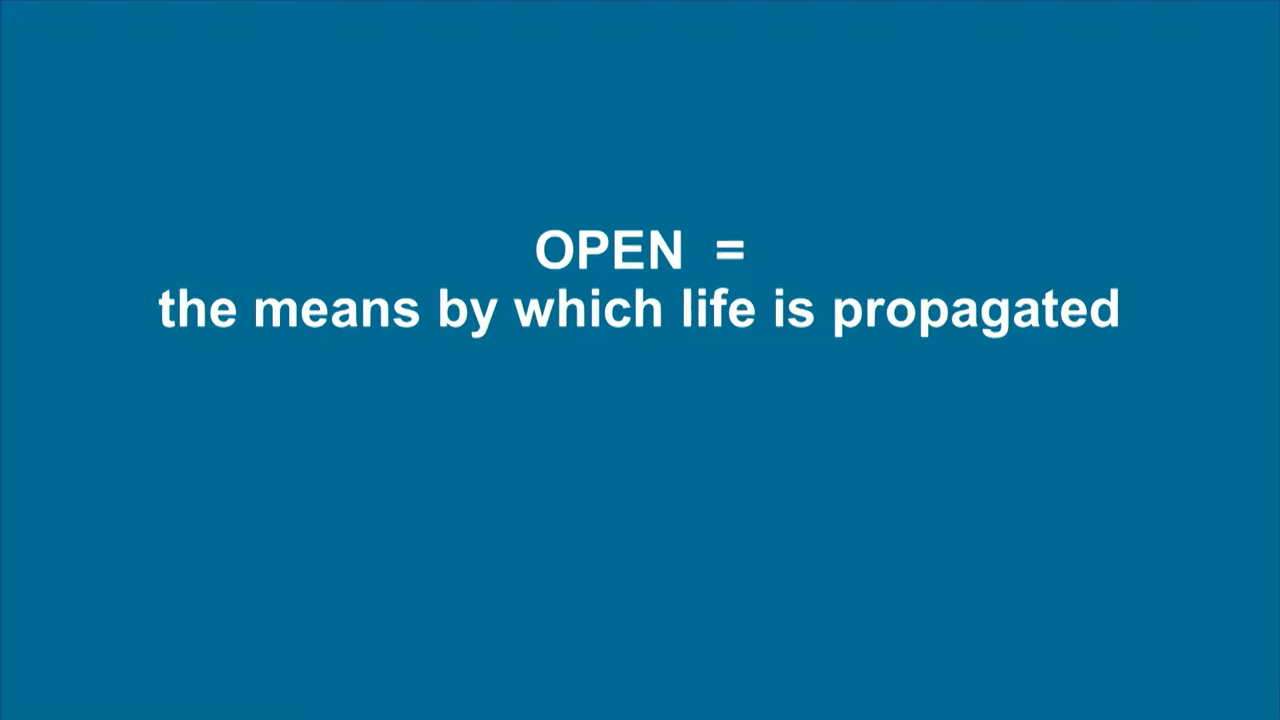 OPEN =
the means by which life is propagated